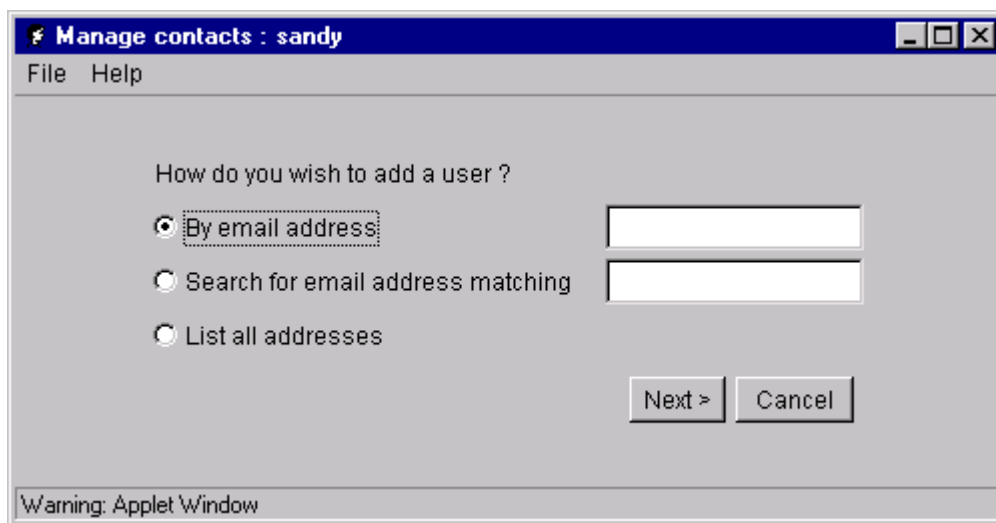 Manage contacts : sandy
File Help
How do you wish to add a user ?
By email address
Search for email address matching
List all addresses
Next > Cancel
Warning: Applet Window